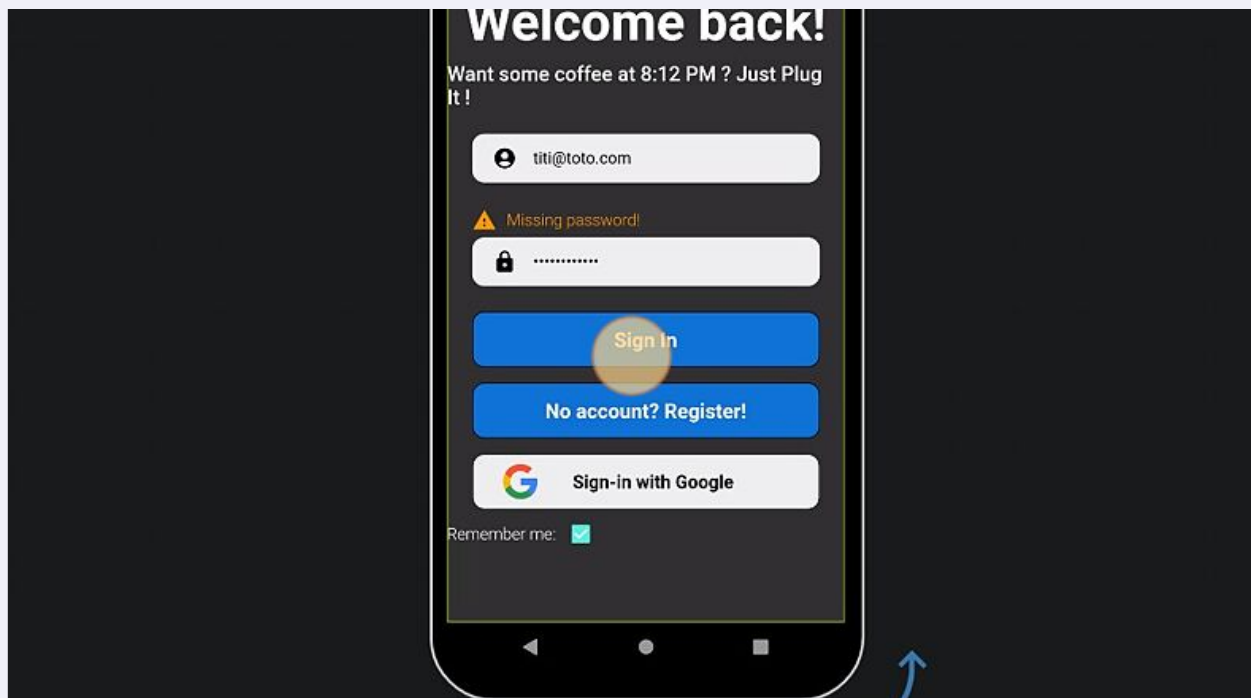 Welcome back!
Want some coffee at 8:12 PM ? Just Plug
It !
titi@toto.com
Missing password!
Sign In
No account? Register!
Sign-in with Google
Remember me: